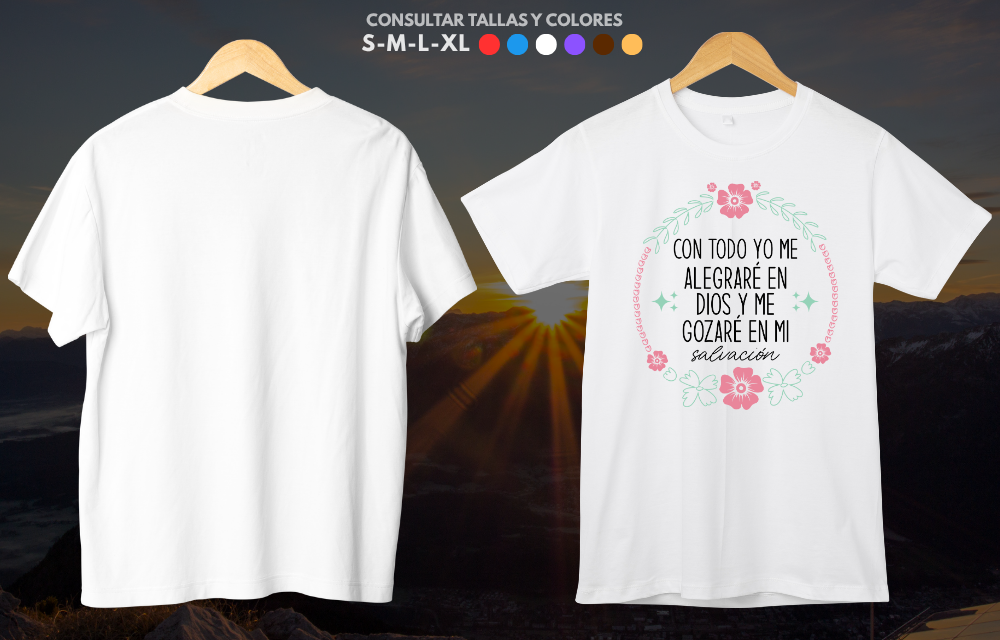 CONSULTAR TALLAS Y COLORES
S-M-L-XL
CON TODO YO ME
ALEGRARÉ EN
DIOS Y ME
GOZARÉ EN MI
salvación